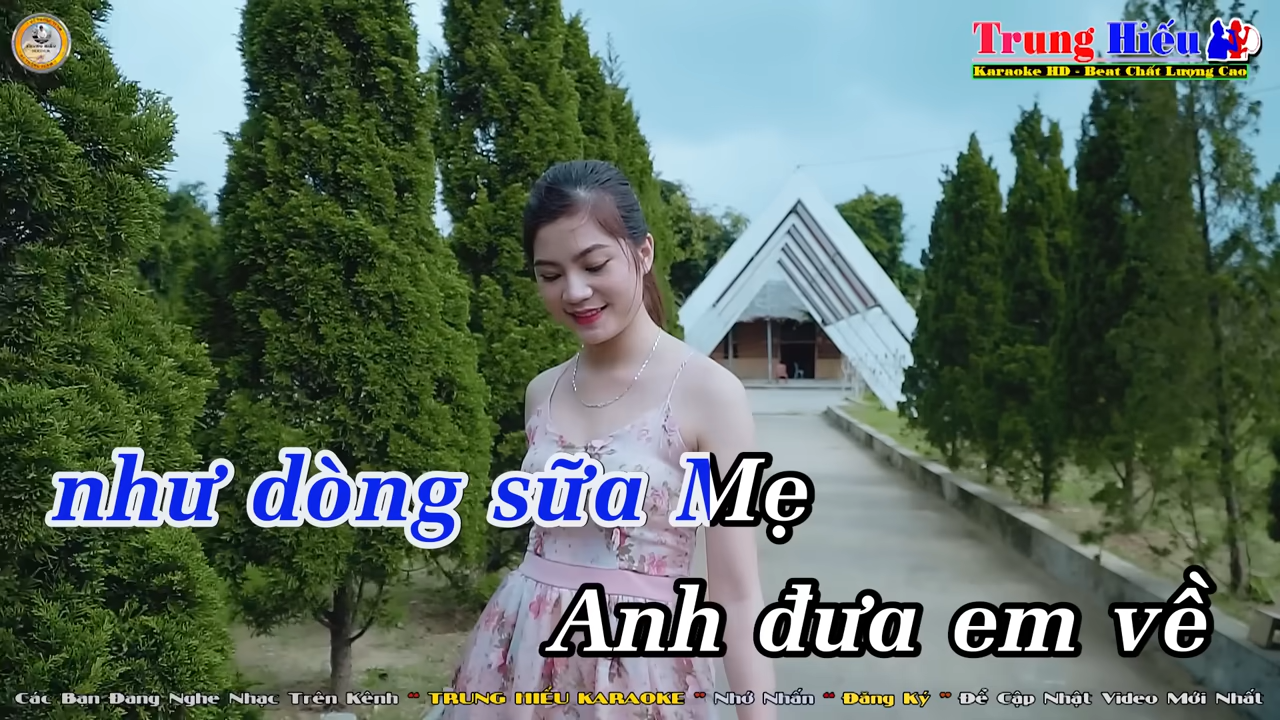 Trung Hiếu
Karaoke HD - Beat Chất Lượng Cao
như dòng sữa Mẹ
Anh đưa em về
Các Bạn Đang Nghe Nhạc Trên Kênh “ TRUNG HIẾU KARAOKE ” Nhớ Nhấn “ Đăng Ký ” Để Cập Nhật Video Mới Nhất